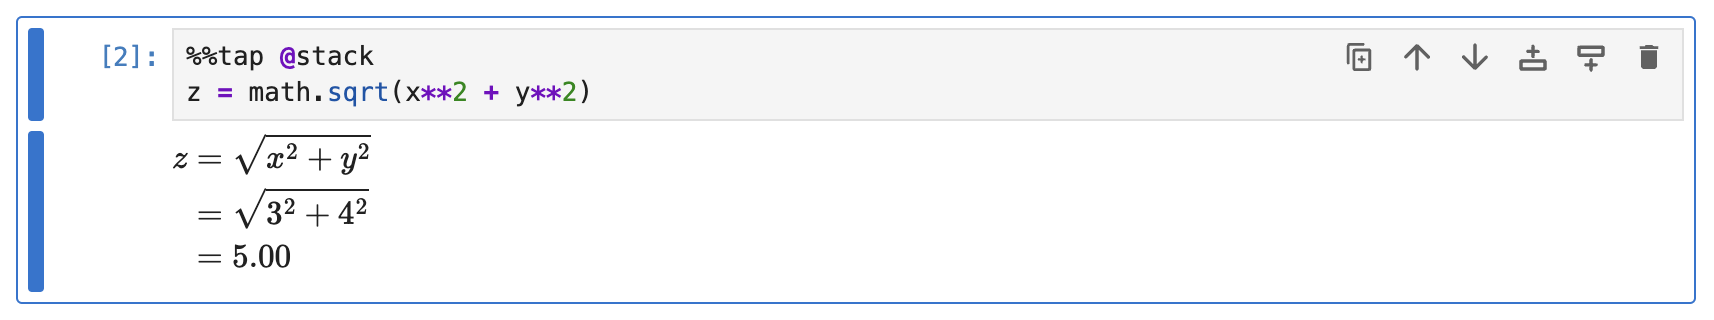 [2]: %%tap @stack
z = math.sqrt(x**2 + y**2)
z = √(x² + y²)
= √(3² + 4²)
= 5.00